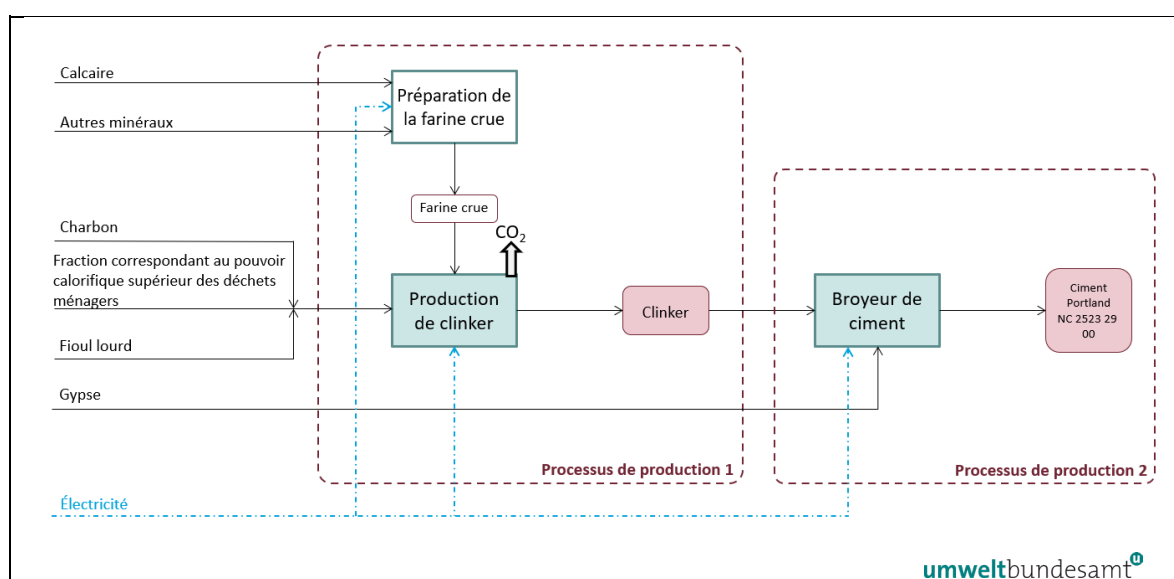 Calcaire
Préparation de
la farine crue
Autres minéraux
Farine crue
CO2
Charbon
Fraction correspondant au pouvoir
calorifique supérieur des déchets
ménagers
Production
de clinker
Clinker
Broyeur de
ciment
Ciment
Portland
NC 2523 29
00
Fioul lourd
Gypse
Processus de production 1
Processus de production 2
Électricité
umweltbundesamt
u